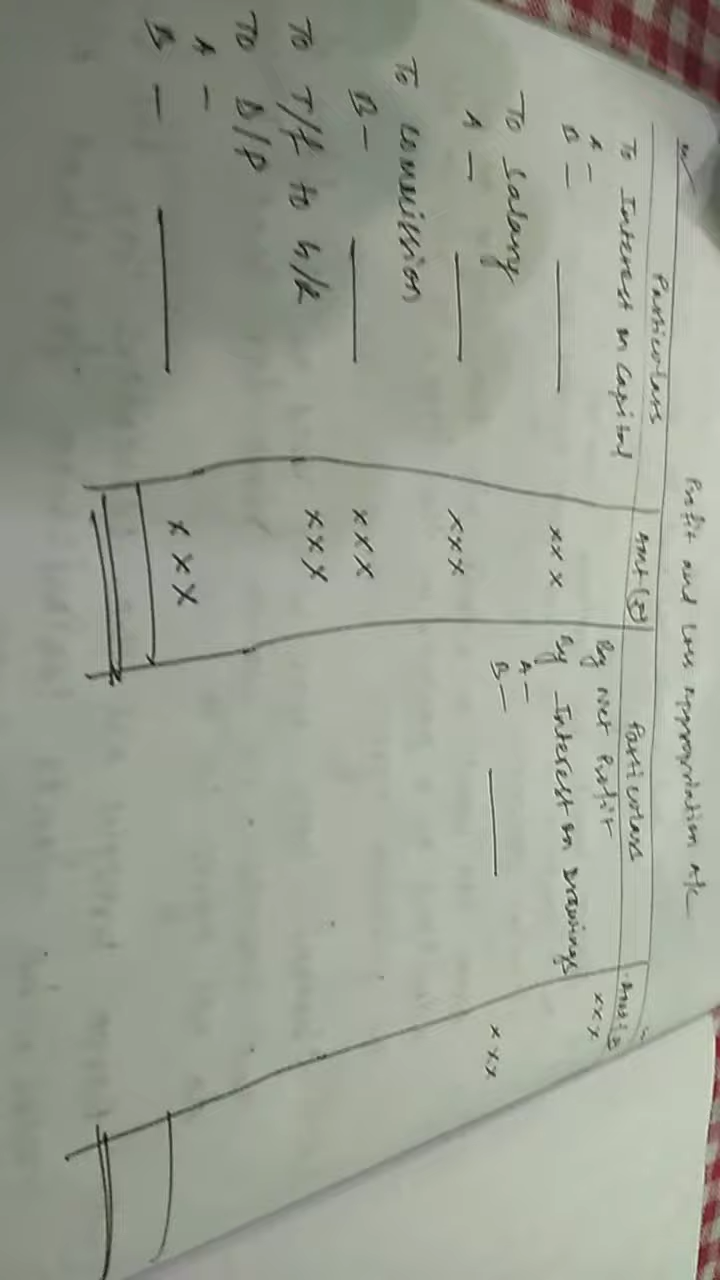 Profit and Loss Appropriation A/c
Particulars Amt (₹) Particulars Amt (₹)
To Interest on Capital By Net Profit xxx
A -
B - xxx By Interest on Drawings
A -
B - xxx
To Salary
A - xxx
To Commission
B - xxx
To T/f to G/R xxx
To D/P
A -
B - xxx